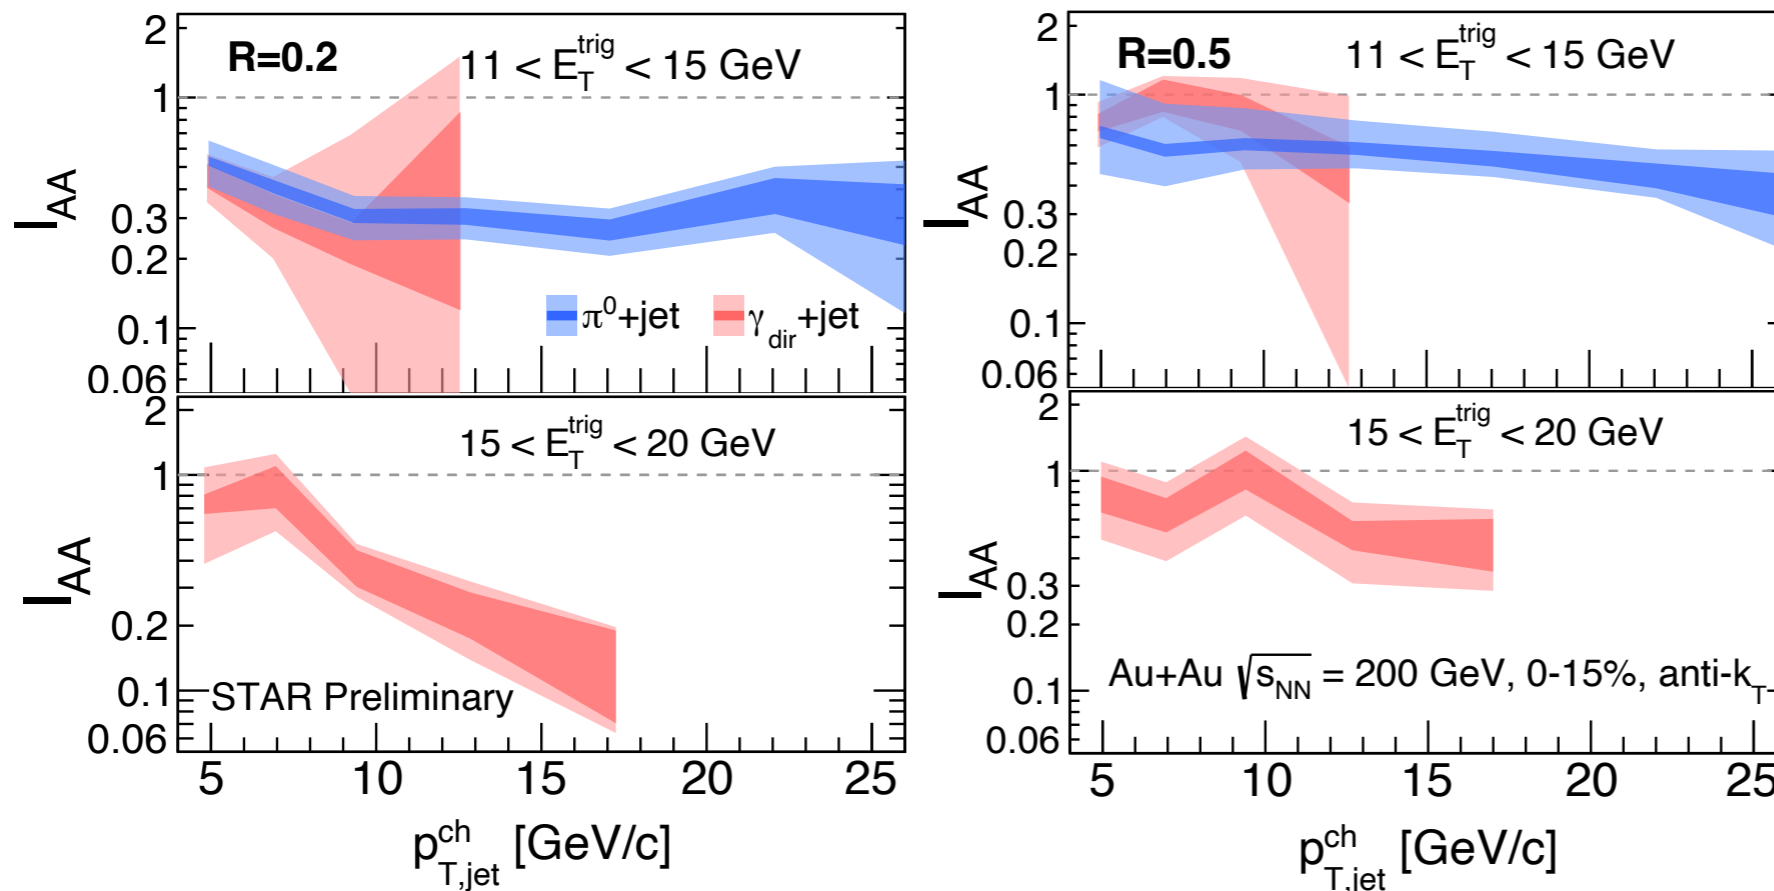 R=0.2
11 < E_T^trig < 15 GeV
2
1
0.3
0.2
0.1
0.06
I_AA
π⁰+jet
γ_dir+jet
15 < E_T^trig < 20 GeV
2
1
0.2
0.1
0.06
I_AA
STAR Preliminary
5 10 15 20 25
p_T,jet^ch [GeV/c]
R=0.5
11 < E_T^trig < 15 GeV
2
1
0.3
0.2
0.1
0.06
I_AA
15 < E_T^trig < 20 GeV
2
1
0.3
0.2
0.1
0.06
I_AA
Au+Au √s_NN = 200 GeV, 0-15%, anti-k_T
5 10 15 20 25
p_T,jet^ch [GeV/c]